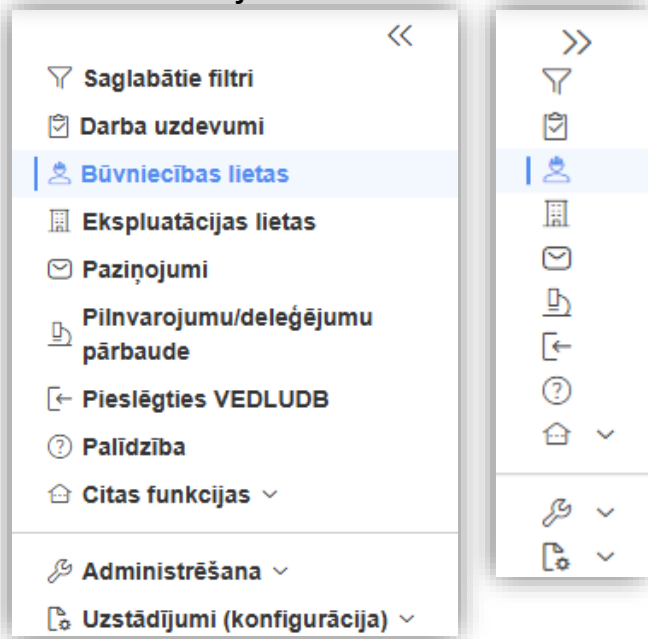 Saglabātie filtri
Darba uzdevumi
Būvniecības lietas
Ekspluatācijas lietas
Paziņojumi
Pilnvarojumu/deleģējumu
pārbaude
Pieslēgties VEDLUDB
Palīdzība
Citas funkcijas
Administrēšana
Uzstādījumi (konfigurācija)